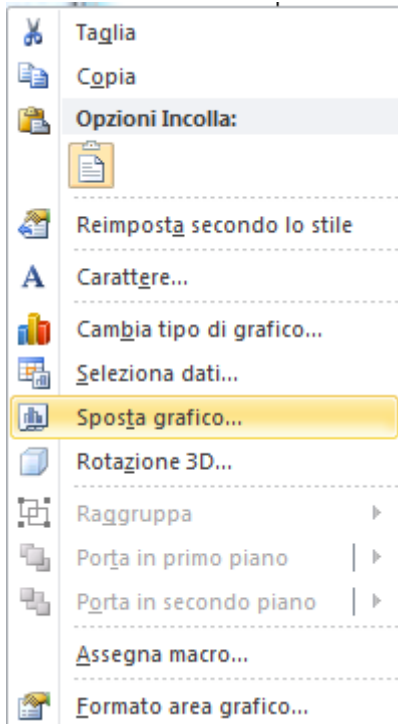 Taglia
Copia
Opzioni Incolla:
Reimposta secondo lo stile
A Carattere...
Cambia tipo di grafico...
Seleziona dati...
Sposta grafico...
Rotazione 3D...
Raggruppa
Porta in primo piano
Porta in secondo piano
Assegna macro...
Formato area grafico...